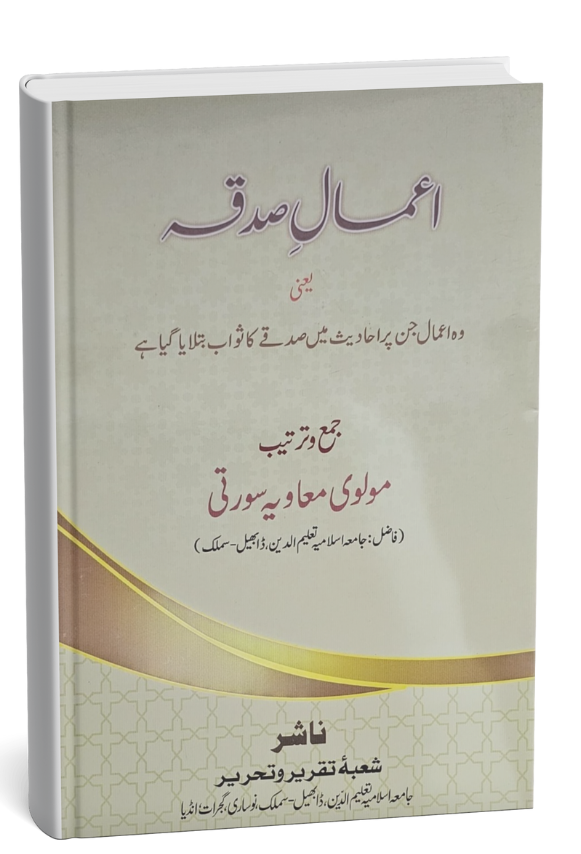 اعمالِ صدقہ
یعنی
وہ اعمال جن پر احادیث میں صدقے کا ثواب بتلایا گیا ہے
جمع وترتیب
مولوی معاویہ سورتی
(فاضل: جامعہ اسلامیہ تعلیم الدین، ڈابھیل-سملک)
ناشر
شعبۂ تقریر وتحریر
جامعہ اسلامیہ تعلیم الدین، ڈابھیل-سملک، نوساری، گجرات، انڈیا